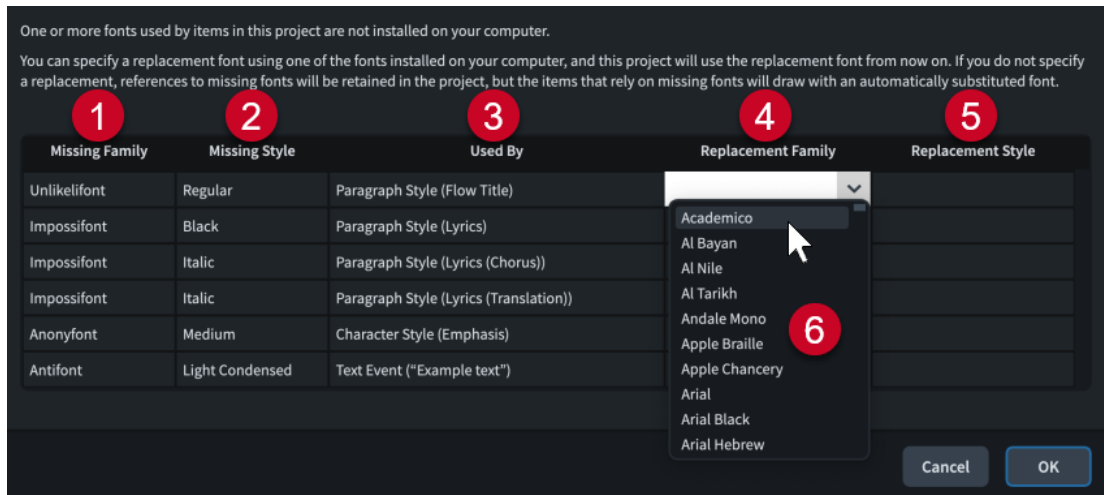 One or more fonts used by items in this project are not installed on your computer.
You can specify a replacement font using one of the fonts installed on your computer, and this project will use the replacement font from now on. If you do not specify
a replacement, references to missing fonts will be retained in the project, but the items that rely on missing fonts will draw with an automatically substituted font.
1 2 3 4 5
Missing Family Missing Style Used By Replacement Family Replacement Style
Unlikelifont Regular Paragraph Style (Flow Title)
Impossifont Black Paragraph Style (Lyrics) Academico
Impossifont Italic Paragraph Style (Lyrics (Chorus)) Al Bayan
Al Nile
Impossifont Italic Paragraph Style (Lyrics (Translation)) Al Tarikh
Andale Mono
6
Anonyfont Medium Character Style (Emphasis) Apple Braille
Antifont Light Condensed Text Event (“Example text”) Apple Chancery
Arial
Arial Black
Arial Hebrew
Cancel OK